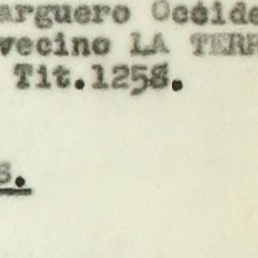 arguero Occide
vecino LA TERR
Tit.1258.
s.